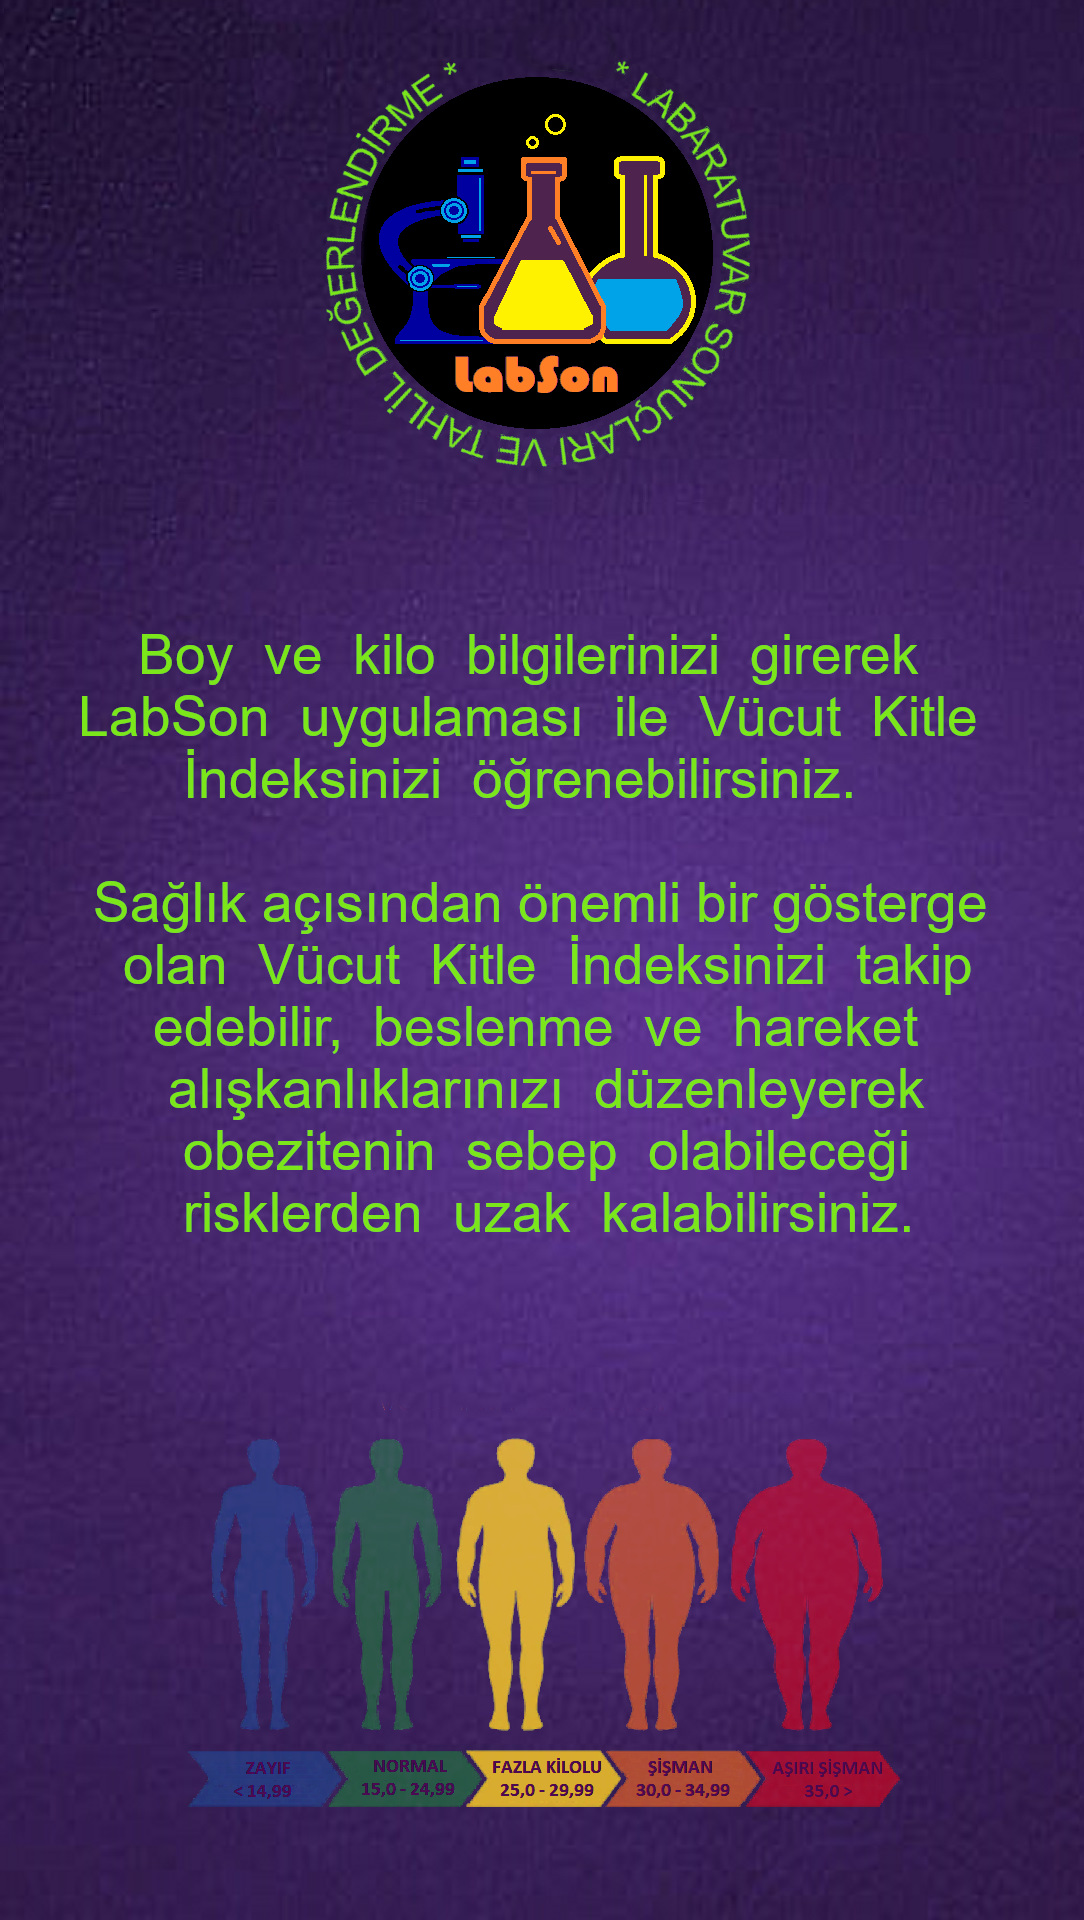 * LABARATUVAR SONUÇLARI VE TAHLİL DEĞERLENDİRME *
LabSon
Boy ve kilo bilgilerinizi girerek
LabSon uygulaması ile Vücut Kitle
İndeksinizi öğrenebilirsiniz.
Sağlık açısından önemli bir gösterge
olan Vücut Kitle İndeksinizi takip
edebilir, beslenme ve hareket
alışkanlıklarınızı düzenleyerek
obezitenin sebep olabileceği
risklerden uzak kalabilirsiniz.
ZAYIF
< 14,99
NORMAL
15,0 - 24,99
FAZLA KİLOLU
25,0 - 29,99
ŞİŞMAN
30,0 - 34,99
AŞIRI ŞİŞMAN
35,0 >